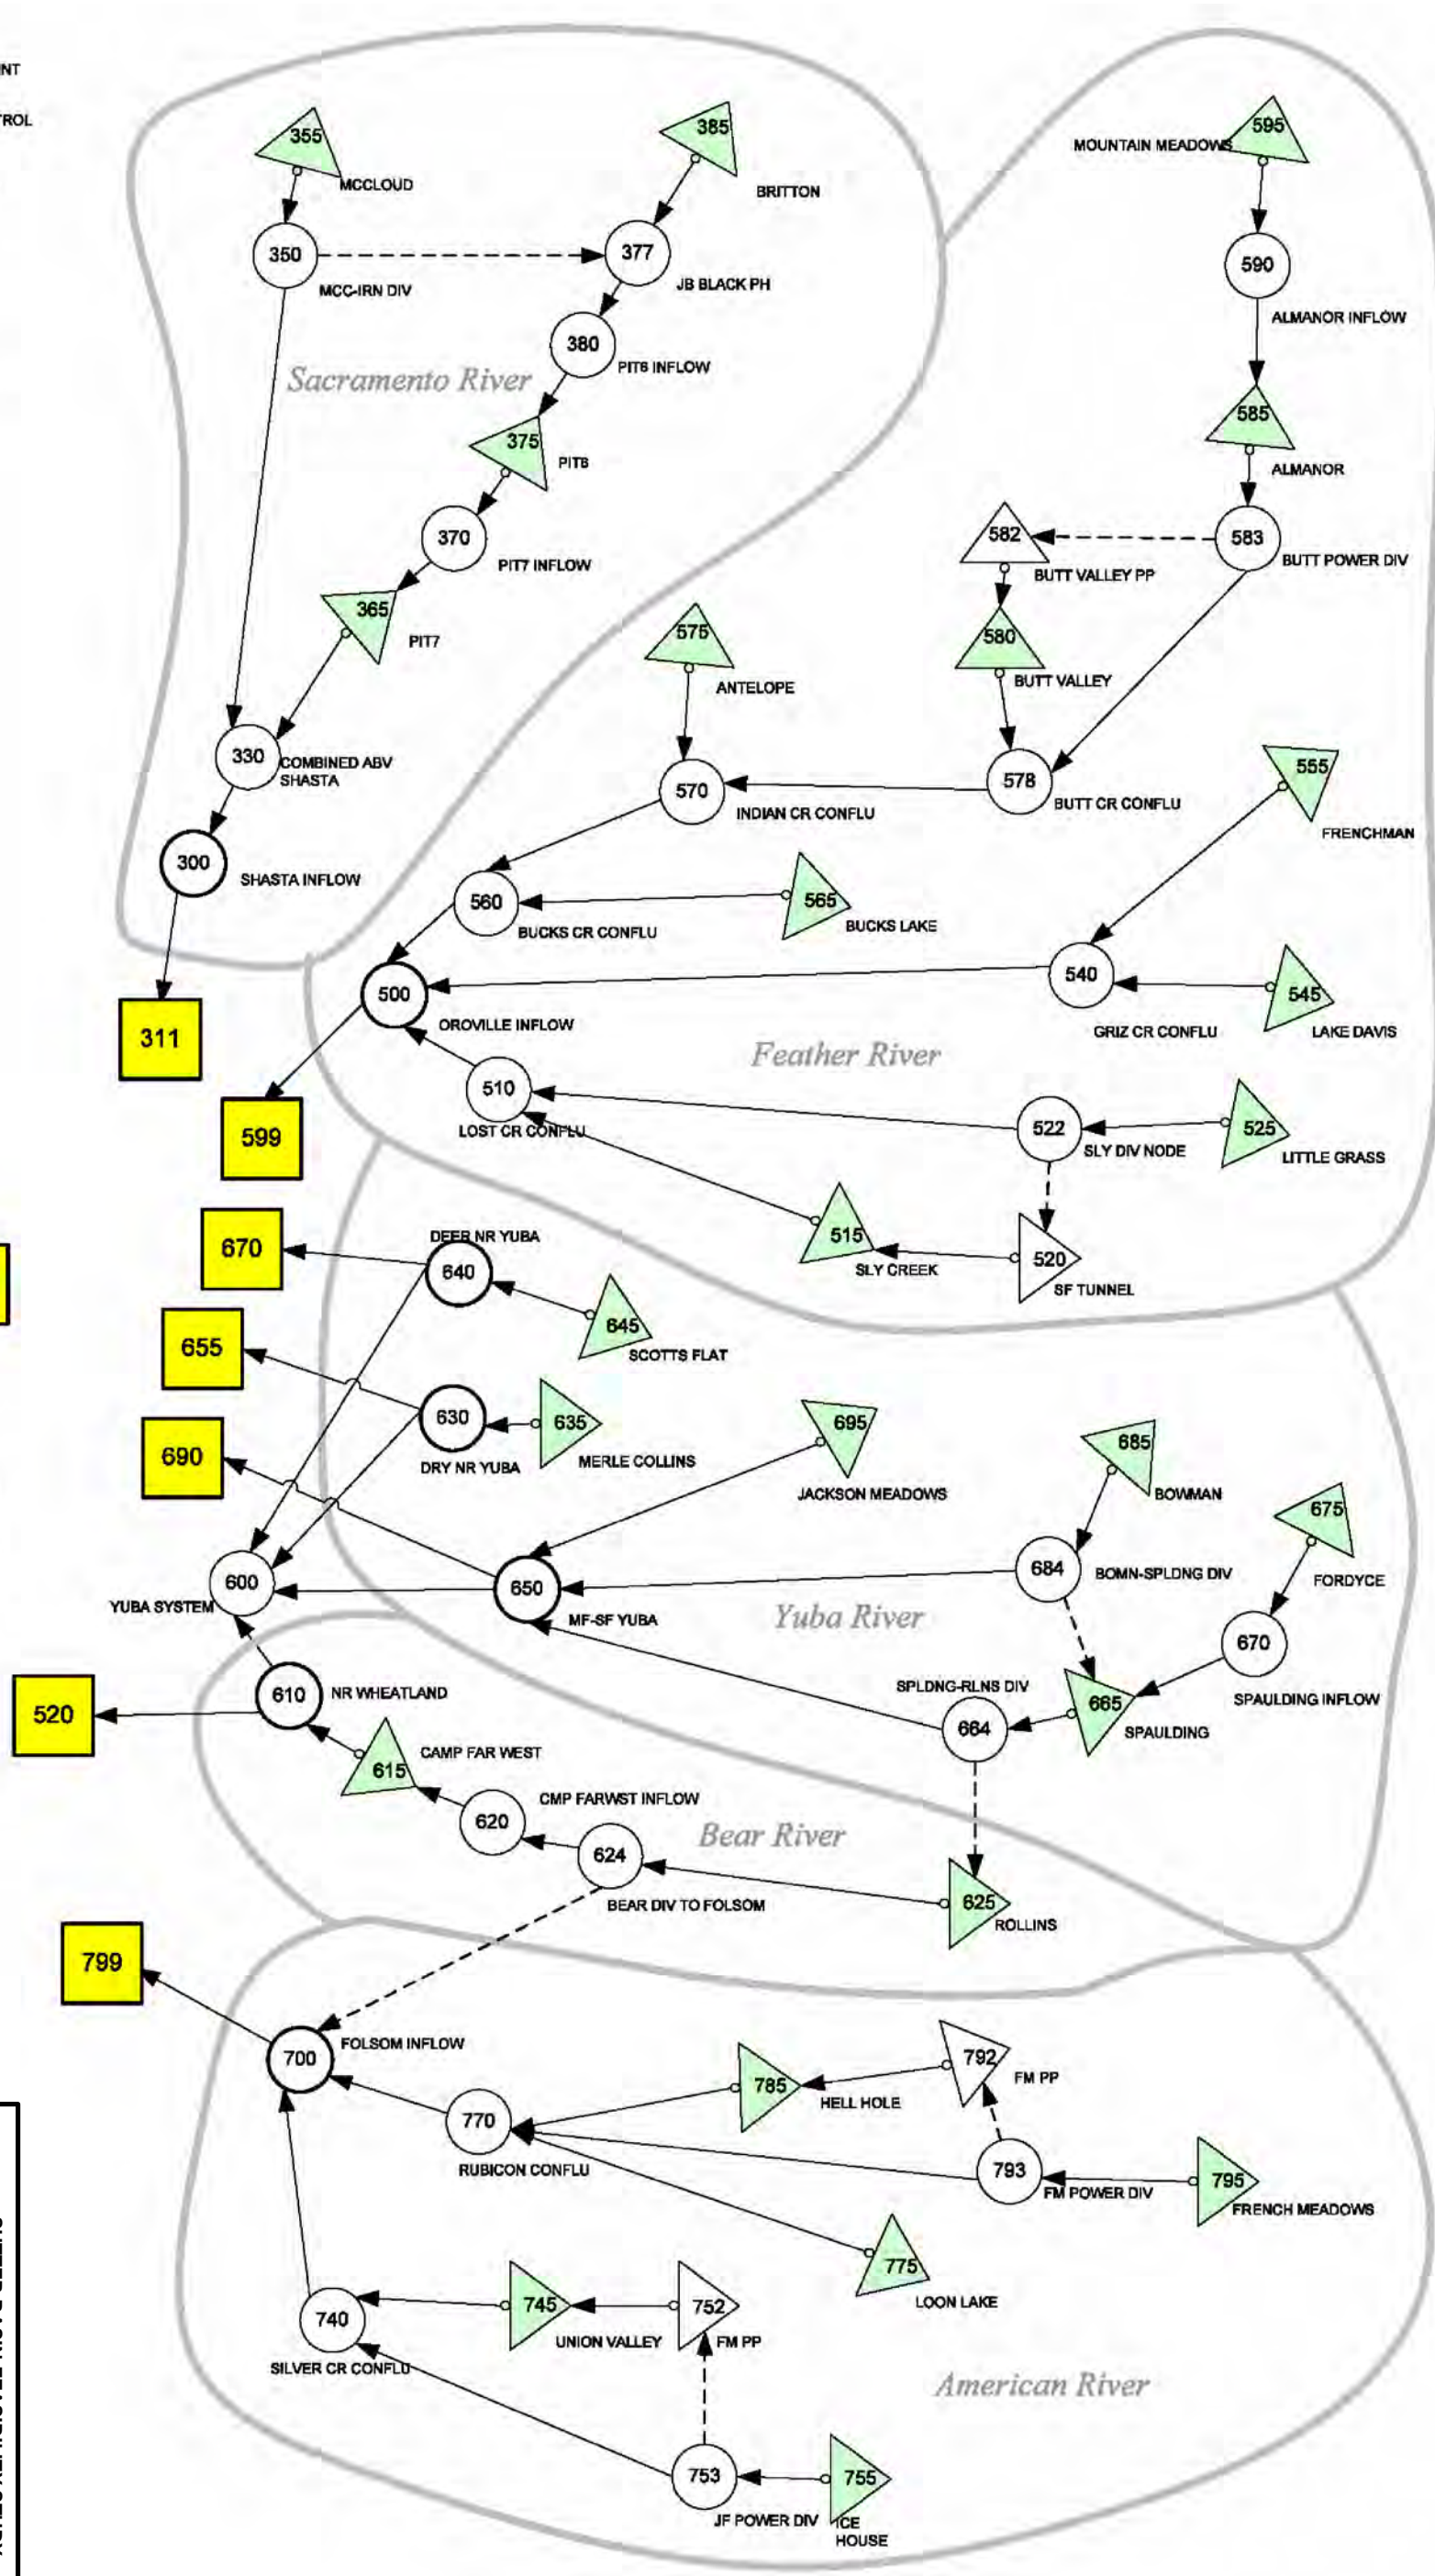 INT
TROL
355
MCCLOUD
385
BRITTON
350
MCC-IRN DIV
377
JB BLACK PH
380
PIT6 INFLOW
Sacramento River
375
PIT6
370
PIT7 INFLOW
365
PIT7
330
COMBINED ABV
SHASTA
300
SHASTA INFLOW
311
MOUNTAIN MEADOWS
595
590
ALMANOR INFLOW
585
ALMANOR
583
BUTT POWER DIV
582
BUTT VALLEY PP
580
BUTT VALLEY
575
ANTELOPE
570
INDIAN CR CONFLU
578
BUTT CR CONFLU
555
FRENCHMAN
560
BUCKS CR CONFLU
565
BUCKS LAKE
540
GRIZ CR CONFLU
545
LAKE DAVIS
500
OROVILLE INFLOW
Feather River
599
510
LOST CR CONFLU
522
SLY DIV NODE
525
LITTLE GRASS
515
SLY CREEK
520
SF TUNNEL
670
DEER NR YUBA
640
645
SCOTTS FLAT
655
630
DRY NR YUBA
635
MERLE COLLINS
690
695
JACKSON MEADOWS
685
BOWMAN
675
FORDYCE
600
YUBA SYSTEM
650
MF-SF YUBA
684
BOMN-SPLDNG DIV
Yuba River
670
SPAULDING INFLOW
665
SPAULDING
SPLDNG-RLNS DIV
664
520
610
NR WHEATLAND
615
CAMP FAR WEST
620
CMP FARWST INFLOW
624
BEAR DIV TO FOLSOM
Bear River
625
ROLLINS
799
700
FOLSOM INFLOW
770
RUBICON CONFLU
785
HELL HOLE
792
FM PP
793
FM POWER DIV
795
FRENCH MEADOWS
775
LOON LAKE
740
SILVER CR CONFLU
745
UNION VALLEY
752
FM PP
American River
753
JF POWER DIV
755
ICE
HOUSE